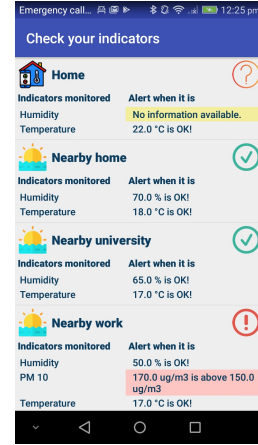 Emergency call... 12:25 pm
Check your indicators
Home
Indicators monitored Alert when it is
Humidity No information available.
Temperature 22.0 °C is OK!
Nearby home
Indicators monitored Alert when it is
Humidity 70.0 % is OK!
Temperature 18.0 °C is OK!
Nearby university
Indicators monitored Alert when it is
Humidity 65.0 % is OK!
Temperature 17.0 °C is OK!
Nearby work
Indicators monitored Alert when it is
Humidity 50.0 % is OK!
PM 10 170.0 ug/m3 is above 150.0
ug/m3
Temperature 17.0 °C is OK!